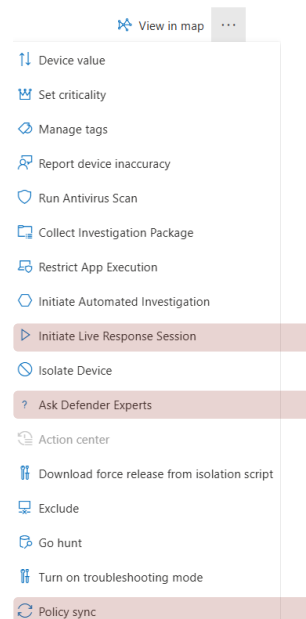 View in map ...
Device value
Set criticality
Manage tags
Report device inaccuracy
Run Antivirus Scan
Collect Investigation Package
Restrict App Execution
Initiate Automated Investigation
Initiate Live Response Session
Isolate Device
? Ask Defender Experts
Action center
Download force release from isolation script
Exclude
Go hunt
Turn on troubleshooting mode
Policy sync